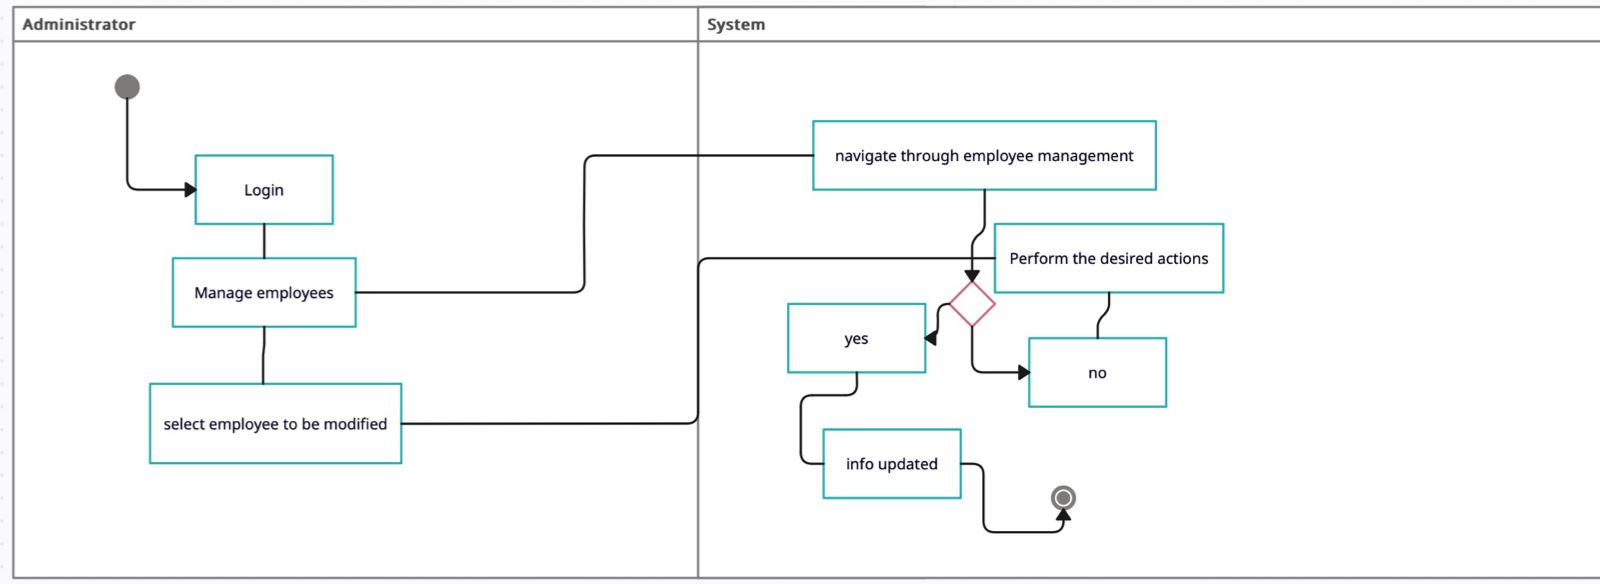 Administrator
System
Login
navigate through employee management
Manage employees
Perform the desired actions
yes
no
select employee to be modified
info updated